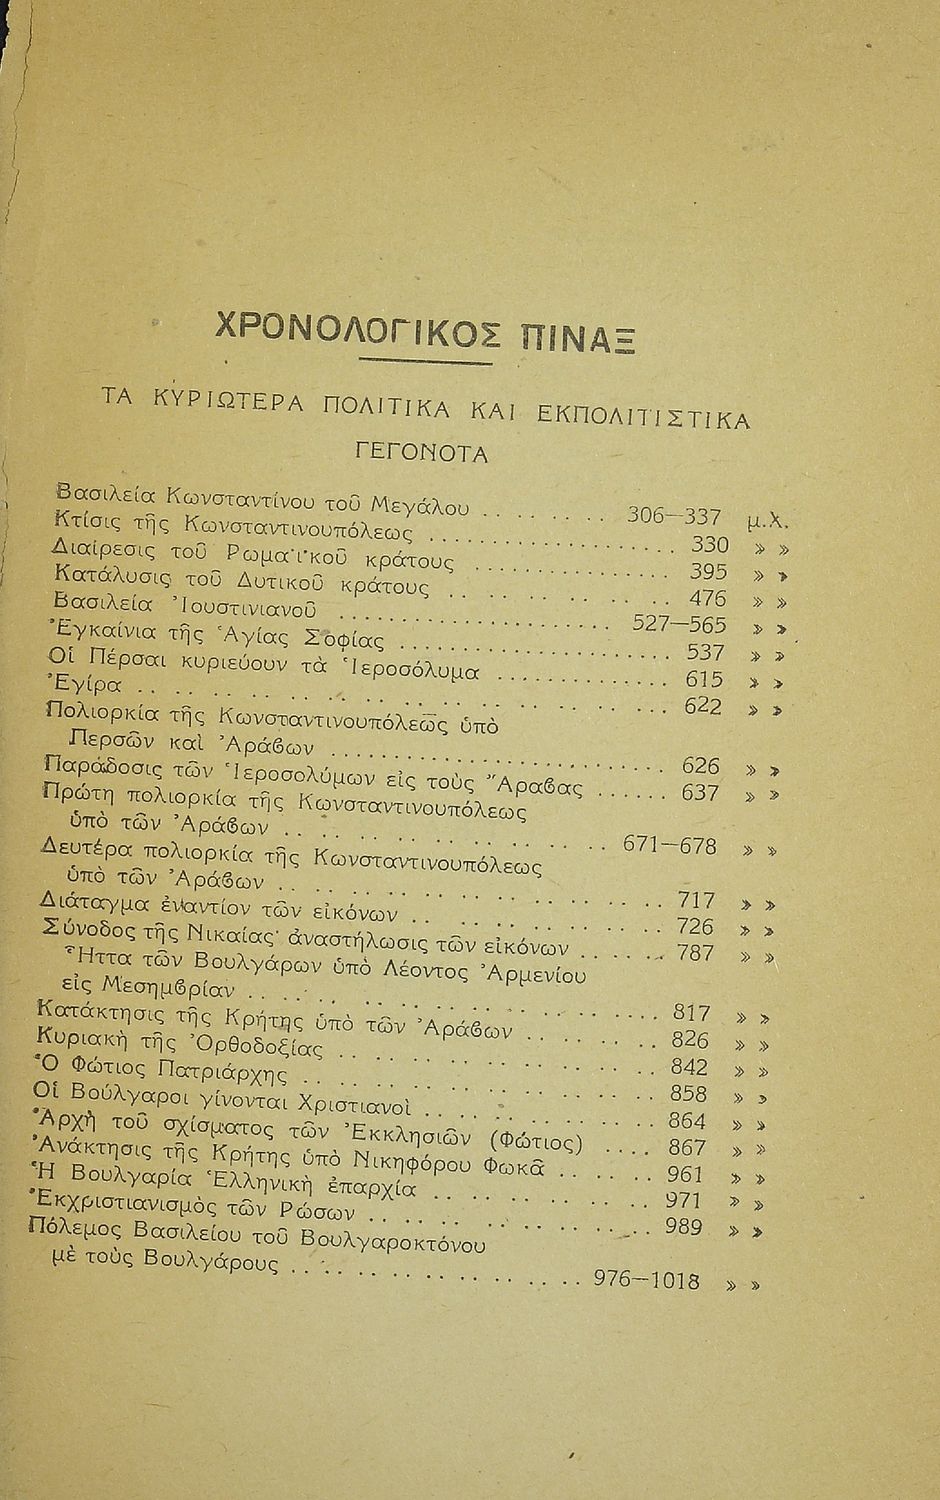 ΧΡΟΝΟΛΟΓΙΚΟΣ ΠΙΝΑΞ
ΤΑ ΚΥΡΙΩΤΕΡΑ ΠΟΛΙΤΙΚΑ ΚΑΙ ΕΚΠΟΛΙΤΙΣΤΙΚΑ
ΓΕΓΟΝΟΤΑ
Βασιλεία Κωνσταντίνου τοῦ Μεγάλου . . . . . . . . . 306—337 μ.Χ.
Κτίσις τῆς Κωνσταντινουπόλεως . . . . . . . . . . . . . . . . . . 330 » »
Διαίρεσις τοῦ Ρωμαϊκοῦ κράτους . . . . . . . . . . . . . . 395 » »
Κατάλυσις τοῦ Δυτικοῦ κράτους . . . . . . . . . . . . . . 476 » »
Βασιλεία Ἰουστινιανοῦ . . . . . . . . . . . . . . . . . . . 527—565 » »
Ἐγκαίνια τῆς Ἁγίας Σοφίας . . . . . . . . . . . . . . . . . . . 537 » »
Οἱ Πέρσαι κυριεύουν τὰ Ἱεροσόλυμα . . . . . . . . . . . . . 615 » »
Ἐγίρα . . . . . . . . . . . . . . . . . . . . . . . . . . . . 622 » »
Πολιορκία τῆς Κωνσταντινουπόλεως ὑπὸ
Περσῶν καὶ Ἀράβων . . . . . . . . . . . . . . . . . . . . . . . 626 » »
Παράδοσις τῶν Ἱεροσολύμων εἰς τοὺς Ἄραβας . . . . . . 637 » »
Πρώτη πολιορκία τῆς Κωνσταντινουπόλεως
ὑπὸ τῶν Ἀράβων . . . . . . . . . . . . . . . . . . 671—678 » »
Δευτέρα πολιορκία τῆς Κωνσταντινουπόλεως
ὑπὸ τῶν Ἀράβων . . . . . . . . . . . . . . . . . . . . . 717 » »
Διάταγμα ἐναντίον τῶν εἰκόνων . . . . . . . . . . . . . . 726 » »
Σύνοδος τῆς Νικαίας· ἀναστήλωσις τῶν εἰκόνων . . . . . . . 787 » »
Ἧττα τῶν Βουλγάρων ὑπὸ Λέοντος Ἀρμενίου
εἰς Μεσημβρίαν . . . . . . . . . . . . . . . . . . . . . . 817 » »
Κατάκτησις τῆς Κρήτης ὑπὸ τῶν Ἀράβων . . . . . . . . . . 826 » »
Κυριακὴ τῆς Ὀρθοδοξίας . . . . . . . . . . . . . . . . . 842 » »
Ὁ Φώτιος Πατριάρχης . . . . . . . . . . . . . . . . . . . 858 » »
Οἱ Βούλγαροι γίνονται Χριστιανοὶ . . . . . . . . . . . . . 864 » »
Ἀρχὴ τοῦ σχίσματος τῶν Ἐκκλησιῶν (Φώτιος) . . . . 867 » »
Ἀνάκτησις τῆς Κρήτης ὑπὸ Νικηφόρου Φωκᾶ . . . . . . . 961 » »
Ἡ Βουλγαρία Ἑλληνικὴ ἐπαρχία . . . . . . . . . . . . . 971 » »
Ἐκχριστιανισμὸς τῶν Ρώσων . . . . . . . . . . . . . . . . 989 » »
Πόλεμος Βασιλείου τοῦ Βουλγαροκτόνου
μὲ τοὺς Βουλγάρους . . . . . . . . . . . . . . . . . . 976—1018 » »